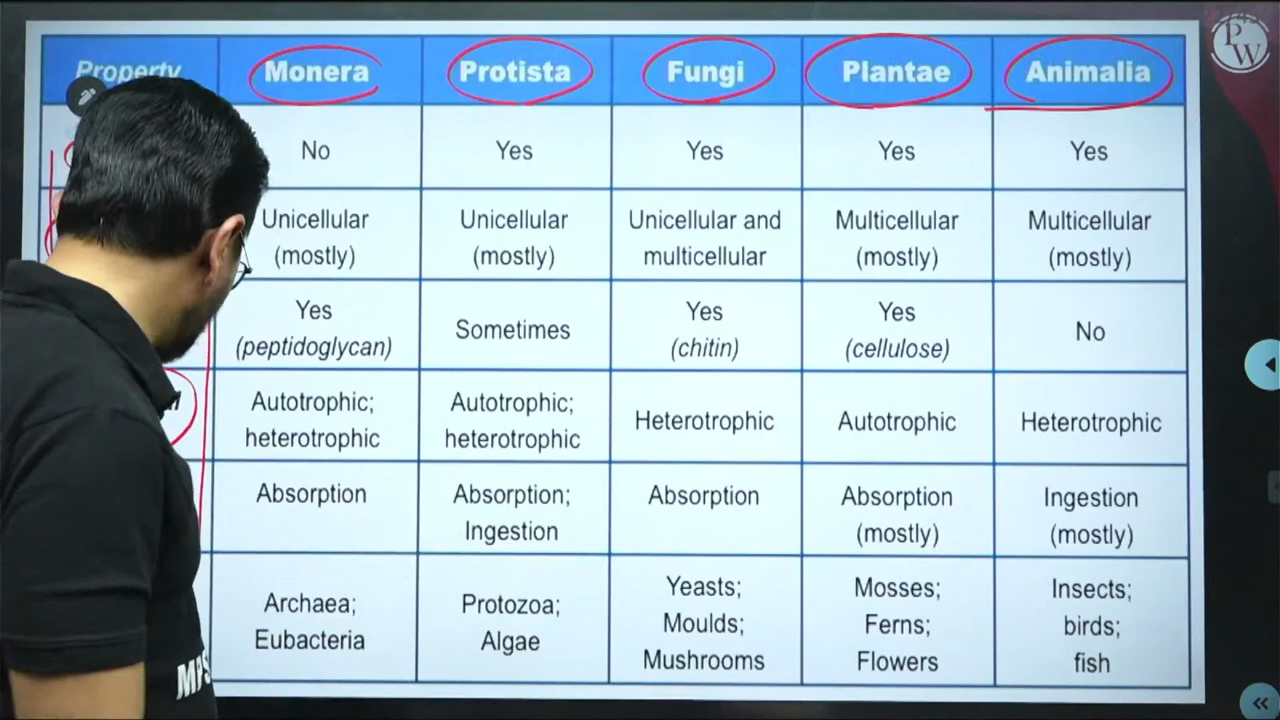 Property Monera Protista Fungi Plantae Animalia
No Yes Yes Yes Yes
Unicellular Unicellular Unicellular and Multicellular Multicellular
(mostly) (mostly) multicellular (mostly) (mostly)
Yes Sometimes Yes Yes No
(peptidoglycan) (chitin) (cellulose)
Autotrophic; Autotrophic; Heterotrophic Autotrophic Heterotrophic
heterotrophic heterotrophic
Absorption Absorption; Absorption Absorption Ingestion
Ingestion (mostly) (mostly)
Archaea; Protozoa; Yeasts; Mosses; Insects;
Eubacteria Algae Moulds; Ferns; birds;
Mushrooms Flowers fish
PW